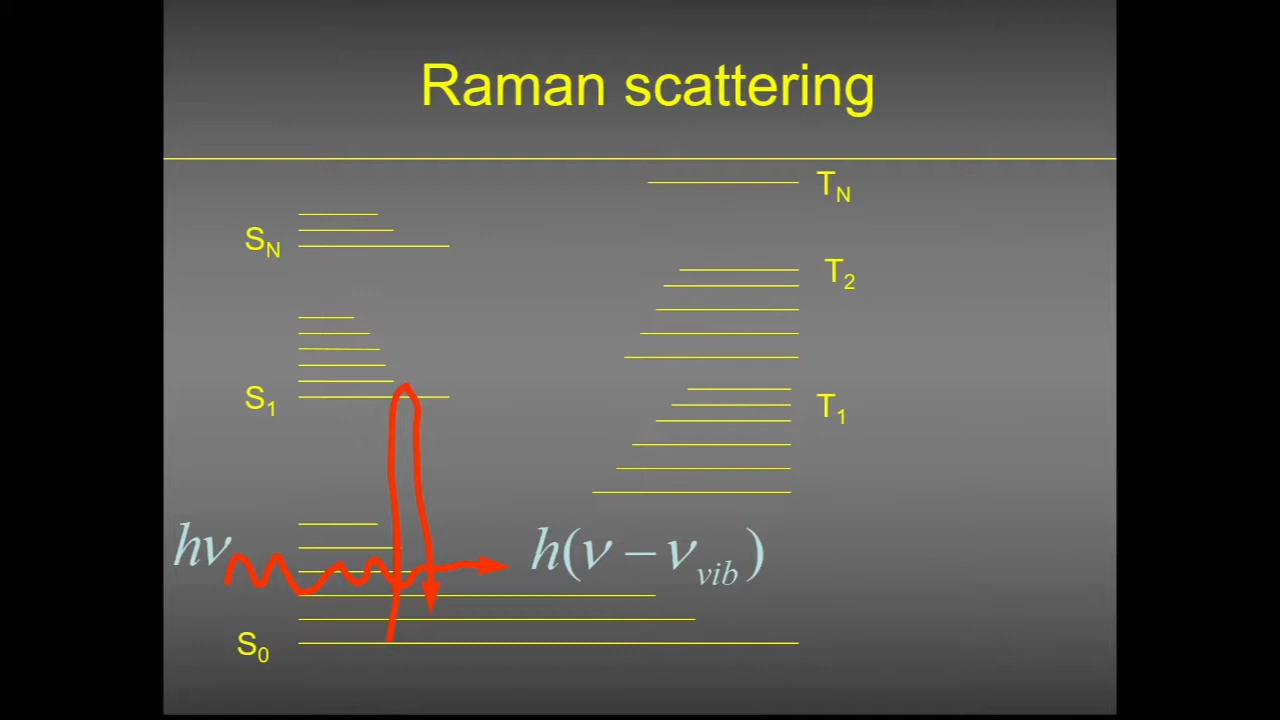 Raman scattering
T_N
S_N
T_2
S_1
T_1
hν
h(ν − ν_vib)
S_0